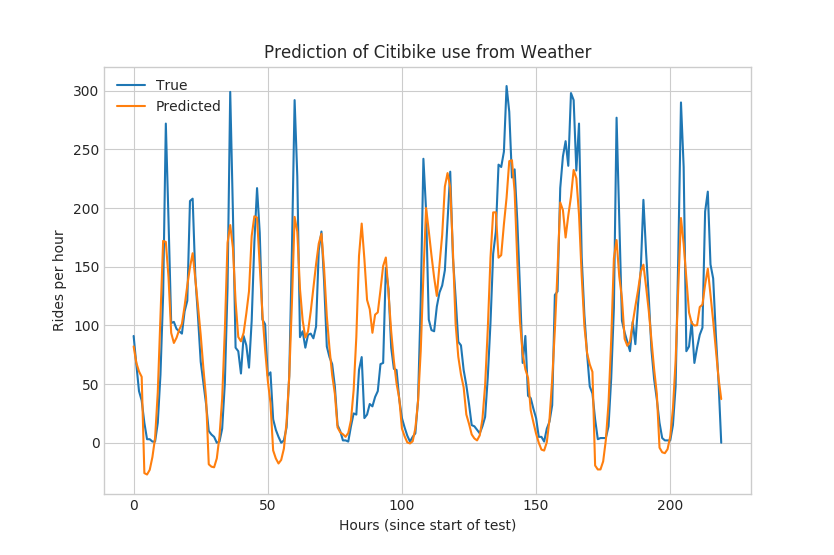 Prediction of Citibike use from Weather
True
Predicted
300
250
200
150
100
50
0
Rides per hour
0 50 100 150 200
Hours (since start of test)